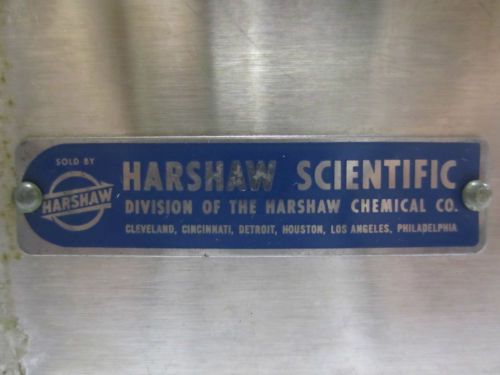 SOLD BY
HARSHAW
HARSHAW SCIENTIFIC
DIVISION OF THE HARSHAW CHEMICAL CO.
CLEVELAND, CINCINNATI, DETROIT, HOUSTON, LOS ANGELES, PHILADELPHIA